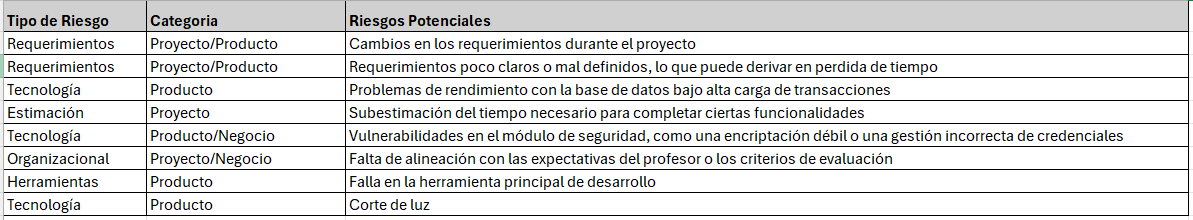 Tipo de Riesgo Categoria Riesgos Potenciales
Requerimientos Proyecto/Producto Cambios en los requerimientos durante el proyecto
Requerimientos Proyecto/Producto Requerimientos poco claros o mal definidos, lo que puede derivar en perdida de tiempo
Tecnología Producto Problemas de rendimiento con la base de datos bajo alta carga de transacciones
Estimación Proyecto Subestimación del tiempo necesario para completar ciertas funcionalidades
Tecnología Producto/Negocio Vulnerabilidades en el módulo de seguridad, como una encriptación débil o una gestión incorrecta de credenciales
Organizacional Proyecto/Negocio Falta de alineación con las expectativas del profesor o los criterios de evaluación
Herramientas Producto Falla en la herramienta principal de desarrollo
Tecnología Producto Corte de luz